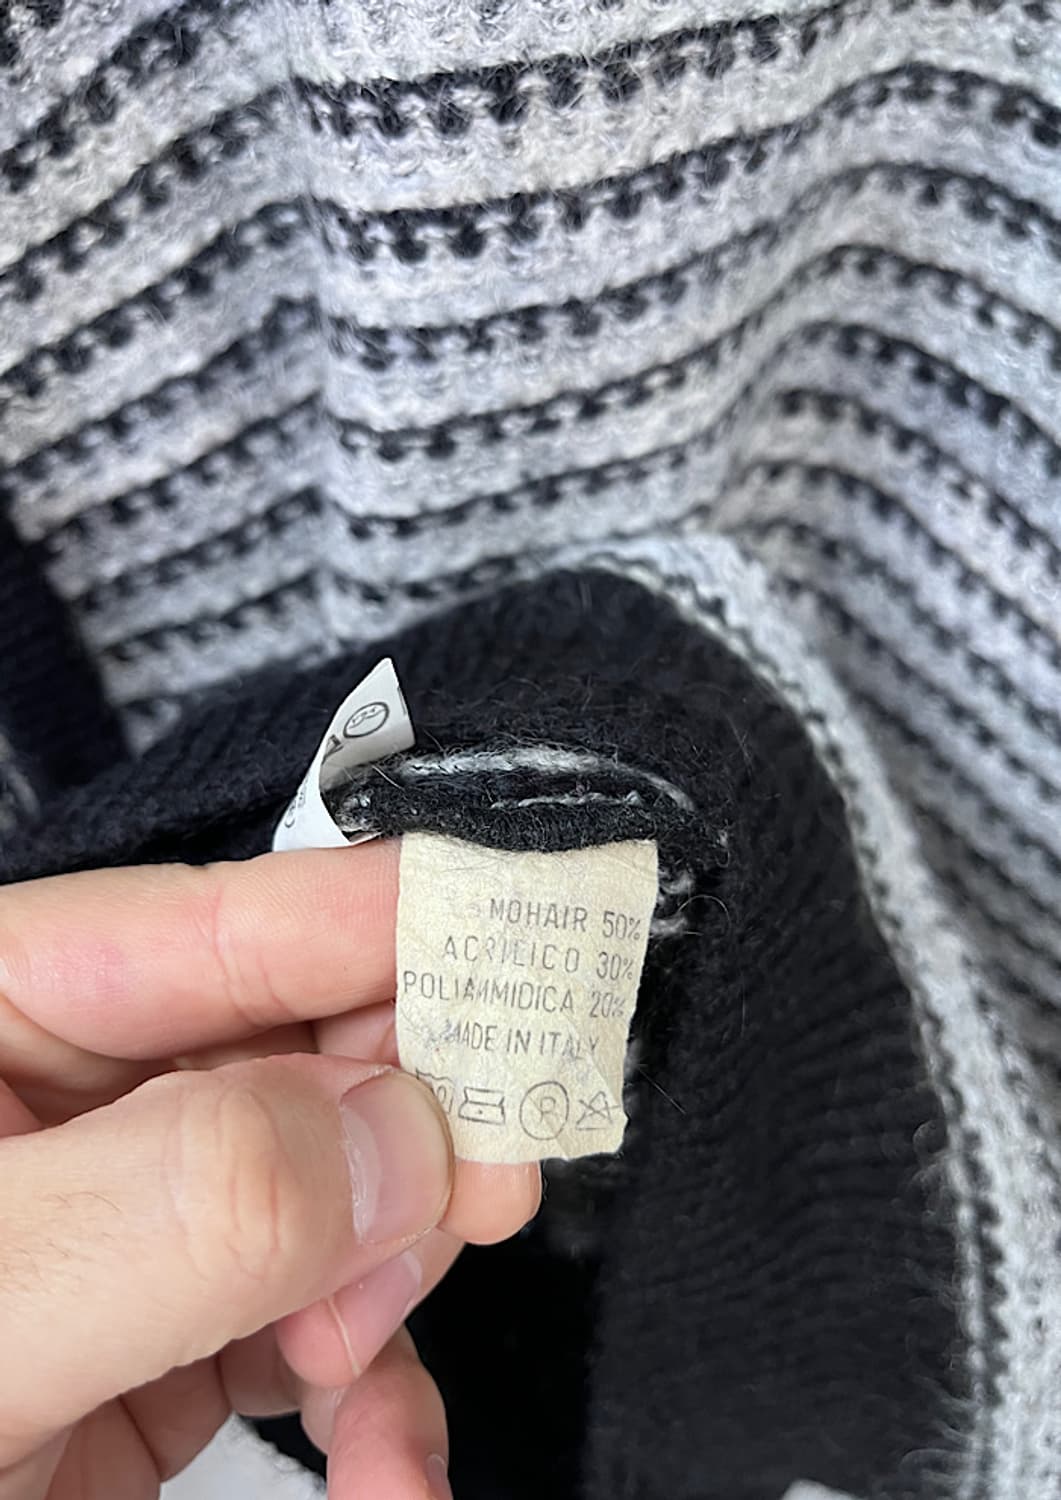 MOHAIR 50%
ACRILICO 30%
POLIAMMIDICA 20%
MADE IN ITALY